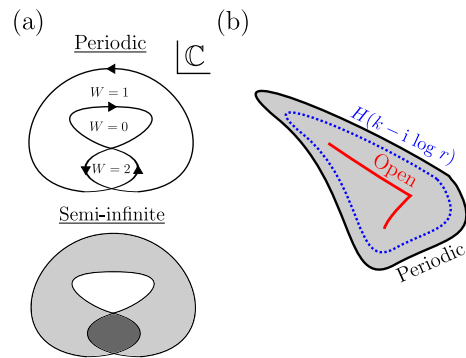 (a)
Periodic
ℂ
W = 1
W = 0
W = 2
Semi-infinite
(b)
H(k − i log r)
Open
Periodic